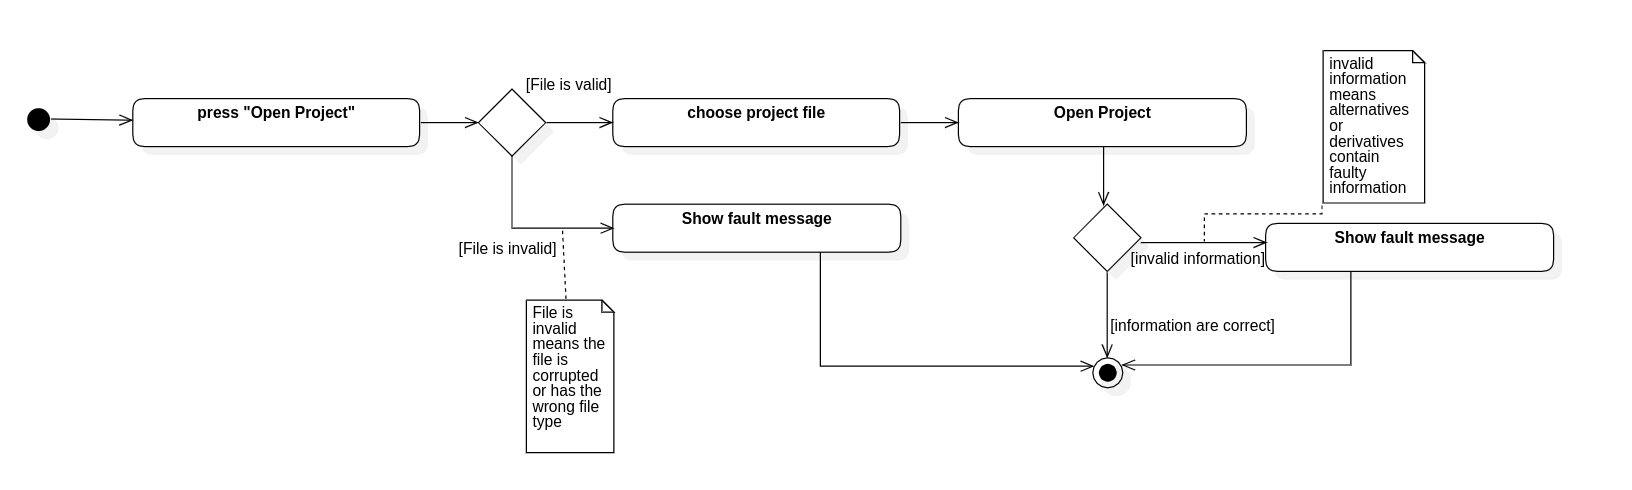 [File is valid]
press "Open Project"
choose project file
Open Project
invalid
information
means
alternatives
or
derivatives
contain
faulty
information
Show fault message
[File is invalid]
Show fault message
[invalid information]
File is
invalid
means the
file is
corrupted
or has the
wrong file
type
[information are correct]